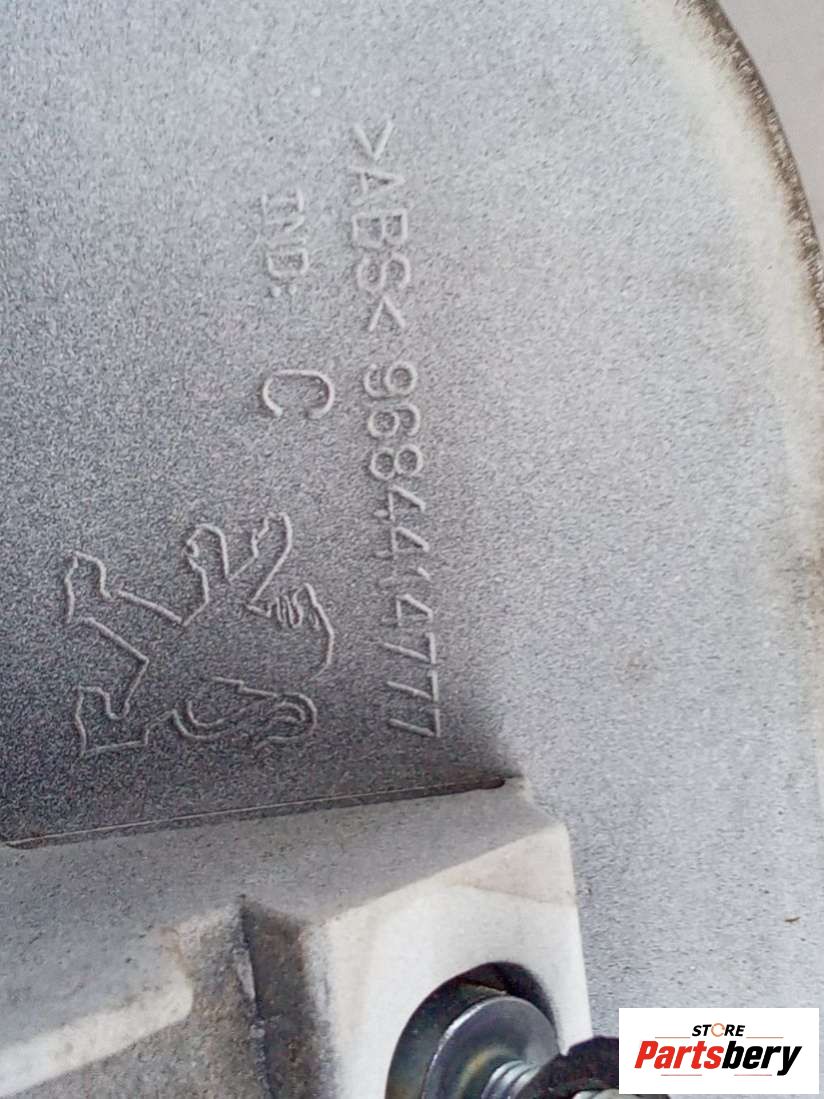 >ABS< 9684414777
IND: C
STORE
Partsbery